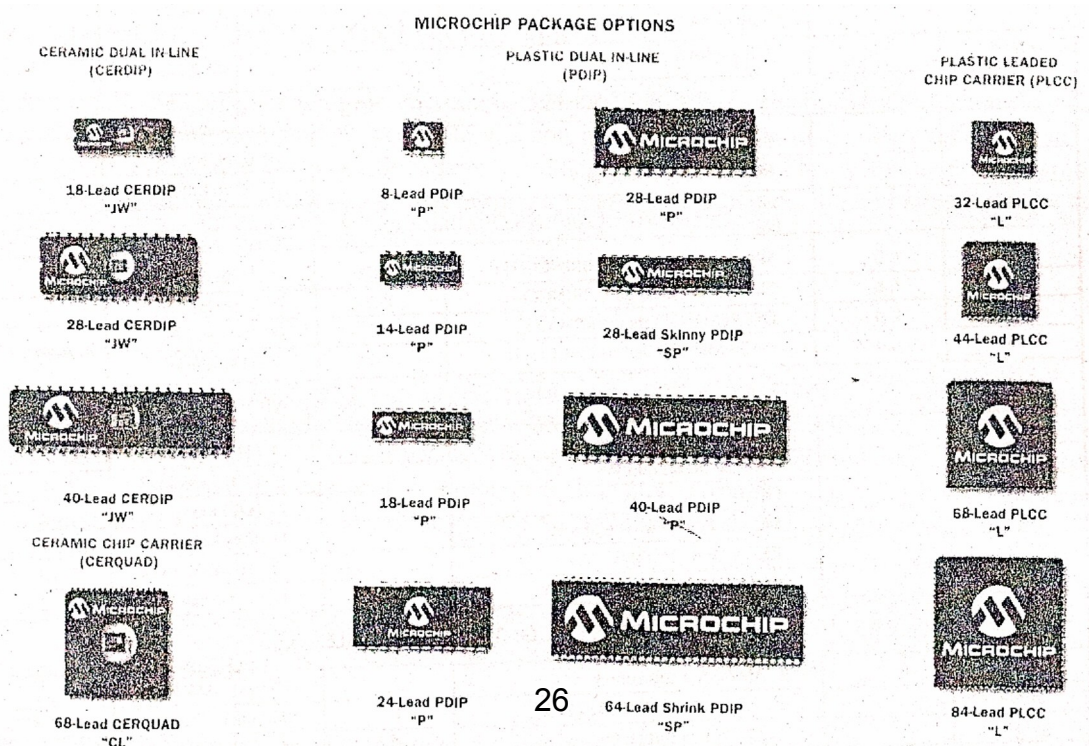 MICROCHIP PACKAGE OPTIONS
CERAMIC DUAL IN-LINE
(CERDIP)
18-Lead CERDIP
"JW"
MICROCHIP
28-Lead CERDIP
"JW"
MICROCHIP
40-Lead CERDIP
"JW"
CERAMIC CHIP CARRIER
(CERQUAD)
MICROCHIP
68-Lead CERQUAD
"CL"
PLASTIC DUAL IN-LINE
(PDIP)
8-Lead PDIP
"P"
MICROCHIP
14-Lead PDIP
"P"
MICROCHIP
18-Lead PDIP
"P"
MICROCHIP
24-Lead PDIP
"P"
MICROCHIP
28-Lead PDIP
"P"
MICROCHIP
28-Lead Skinny PDIP
"SP"
MICROCHIP
40-Lead PDIP
"P"
MICROCHIP
64-Lead Shrink PDIP
"SP"
PLASTIC LEADED
CHIP CARRIER (PLCC)
MICROCHIP
32-Lead PLCC
"L"
MICROCHIP
44-Lead PLCC
"L"
MICROCHIP
68-Lead PLCC
"L"
MICROCHIP
84-Lead PLCC
"L"
26